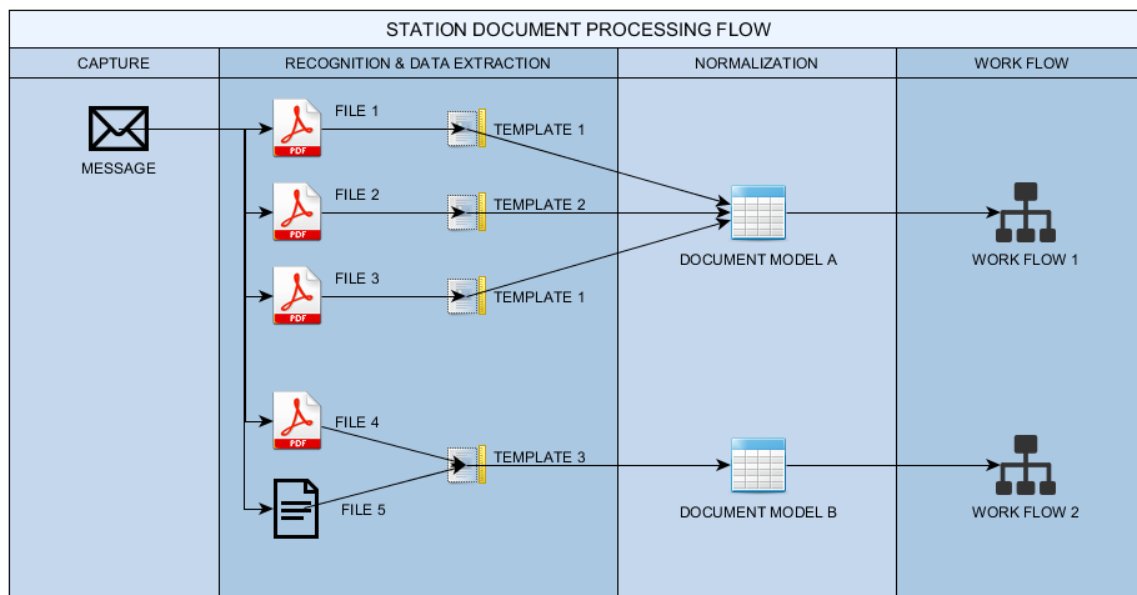 STATION DOCUMENT PROCESSING FLOW
CAPTURE
RECOGNITION & DATA EXTRACTION
NORMALIZATION
WORK FLOW
MESSAGE
PDF
FILE 1
TEMPLATE 1
PDF
FILE 2
TEMPLATE 2
PDF
FILE 3
TEMPLATE 1
DOCUMENT MODEL A
WORK FLOW 1
PDF
FILE 4
TEMPLATE 3
FILE 5
DOCUMENT MODEL B
WORK FLOW 2